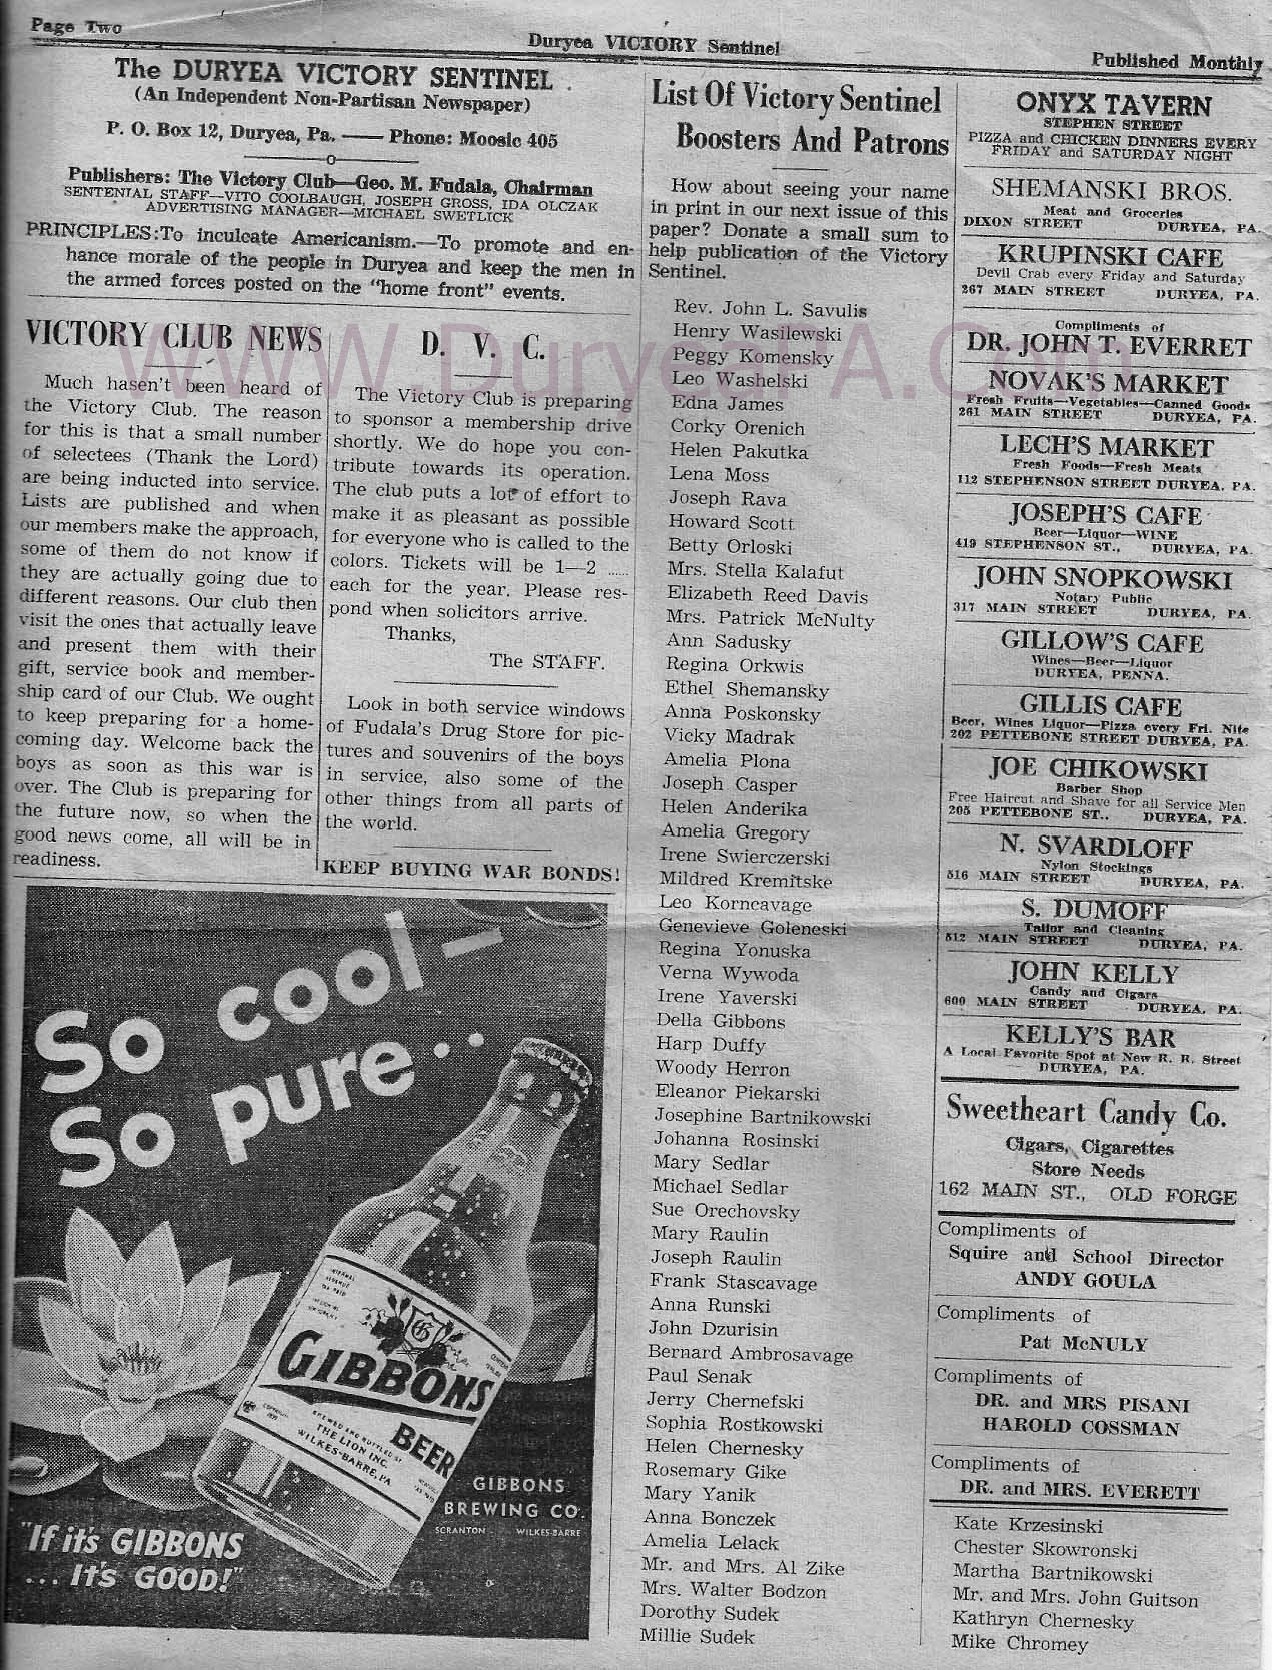 Page Two
Duryea VICTORY Sentinel
Published Monthly
The DURYEA VICTORY SENTINEL
(An Independent Non-Partisan Newspaper)
P. O. Box 12, Duryea, Pa. —— Phone: Moosic 405
Publishers: The Victory Club—Geo. M. Fudala, Chairman
SENTENIAL STAFF—VITO COOLBAUGH, JOSEPH GROSS, IDA OLCZAK
ADVERTISING MANAGER—MICHAEL SWETLICK
PRINCIPLES:To inculcate Americanism.—To promote and en-
hance morale of the people in Duryea and keep the men in
the armed forces posted on the "home front" events.
www.DuryeaPA.Com
VICTORY CLUB NEWS
Much hasen't been heard of
the Victory Club. The reason
for this is that a small number
of selectees (Thank the Lord)
are being inducted into service.
Lists are published and when
our members make the approach,
some of them do not know if
they are actually going due to
different reasons. Our club then
visit the ones that actually leave
and present them with their
gift, service book and member-
ship card of our Club. We ought
to keep preparing for a home-
coming day. Welcome back the
boys as soon as this war is
over. The Club is preparing for
the future now, so when the
good news come, all will be in
readiness.
D. V. C.
The Victory Club is preparing
to sponsor a membership drive
shortly. We do hope you con-
tribute towards its operation.
The club puts a lot of effort to
make it as pleasant as possible
for everyone who is called to the
colors. Tickets will be 1—2 ......
each for the year. Please res-
pond when solicitors arrive.
Thanks,
The STAFF.
Look in both service windows
of Fudala's Drug Store for pic-
tures and souvenirs of the boys
in service, also some of the
other things from all parts of
the world.
KEEP BUYING WAR BONDS!
So cool—
So pure..
G
GIBBONS
BEER
BREWED AND BOTTLED BY
THE LION INC.
WILKES-BARRE, PA
GIBBONS
BREWING CO.
SCRANTON WILKES-BARRE
"If it's GIBBONS
... It's GOOD!"
List Of Victory Sentinel
Boosters And Patrons
How about seeing your name
in print in our next issue of this
paper? Donate a small sum to
help publication of the Victory
Sentinel.
Rev. John L. Savulis
Henry Wasilewski
Peggy Komensky
Leo Washelski
Edna James
Corky Orenich
Helen Pakutka
Lena Moss
Joseph Rava
Howard Scott
Betty Orloski
Mrs. Stella Kalafut
Elizabeth Reed Davis
Mrs. Patrick McNulty
Ann Sadusky
Regina Orkwis
Ethel Shemansky
Anna Poskonsky
Vicky Madrak
Amelia Plona
Joseph Casper
Helen Anderika
Amelia Gregory
Irene Swierczerski
Mildred Kremitske
Leo Korncavage
Genevieve Goleneski
Regina Yonuska
Verna Wywoda
Irene Yaverski
Della Gibbons
Harp Duffy
Woody Herron
Eleanor Piekarski
Josephine Bartnikowski
Johanna Rosinski
Mary Sedlar
Michael Sedlar
Sue Orechovsky
Mary Raulin
Joseph Raulin
Frank Stascavage
Anna Runski
John Dzurisin
Bernard Ambrosavage
Paul Senak
Jerry Chernefski
Sophia Rostkowski
Helen Chernesky
Rosemary Gike
Mary Yanik
Anna Bonczek
Amelia Lelack
Mr. and Mrs. Al Zike
Mrs. Walter Bodzon
Dorothy Sudek
Millie Sudek
ONYX TAVERN
STEPHEN STREET
PIZZA and CHICKEN DINNERS EVERY
FRIDAY and SATURDAY NIGHT
SHEMANSKI BROS.
Meat and Groceries
DIXON STREET DURYEA, PA.
KRUPINSKI CAFE
Devil Crab every Friday and Saturday
267 MAIN STREET DURYEA, PA.
Compliments of
DR. JOHN T. EVERRET
NOVAK'S MARKET
Fresh Fruits—Vegetables—Canned Goods
261 MAIN STREET DURYEA, PA.
LECH'S MARKET
Fresh Foods—Fresh Meats
112 STEPHENSON STREET DURYEA, PA.
JOSEPH'S CAFE
Beer—Liquor—WINE
419 STEPHENSON ST., DURYEA, PA.
JOHN SNOPKOWSKI
Notary Public
317 MAIN STREET DURYEA, PA.
GILLOW'S CAFE
Wines—Beer—Liquor
DURYEA, PENNA.
GILLIS CAFE
Beer, Wines Liquor—Pizza every Fri. Nite
202 PETTEBONE STREET DURYEA, PA.
JOE CHIKOWSKI
Barber Shop
Free Haircut and Shave for all Service Men
205 PETTEBONE ST., DURYEA, PA.
N. SVARDLOFF
Nylon Stockings
516 MAIN STREET DURYEA, PA.
S. DUMOFF
Tailor and Cleaning
512 MAIN STREET DURYEA, PA.
JOHN KELLY
Candy and Cigars
600 MAIN STREET DURYEA, PA.
KELLY'S BAR
A Local Favorite Spot at New R. R. Street
DURYEA, PA.
Sweetheart Candy Co.
Cigars, Cigarettes
Store Needs
162 MAIN ST., OLD FORGE
Compliments of
Squire and School Director
ANDY GOULA
Compliments of
Pat McNULY
Compliments of
DR. and MRS PISANI
HAROLD COSSMAN
Compliments of
DR. and MRS. EVERETT
Kate Krzesinski
Chester Skowronski
Martha Bartnikowski
Mr. and Mrs. John Guitson
Kathryn Chernesky
Mike Chromey